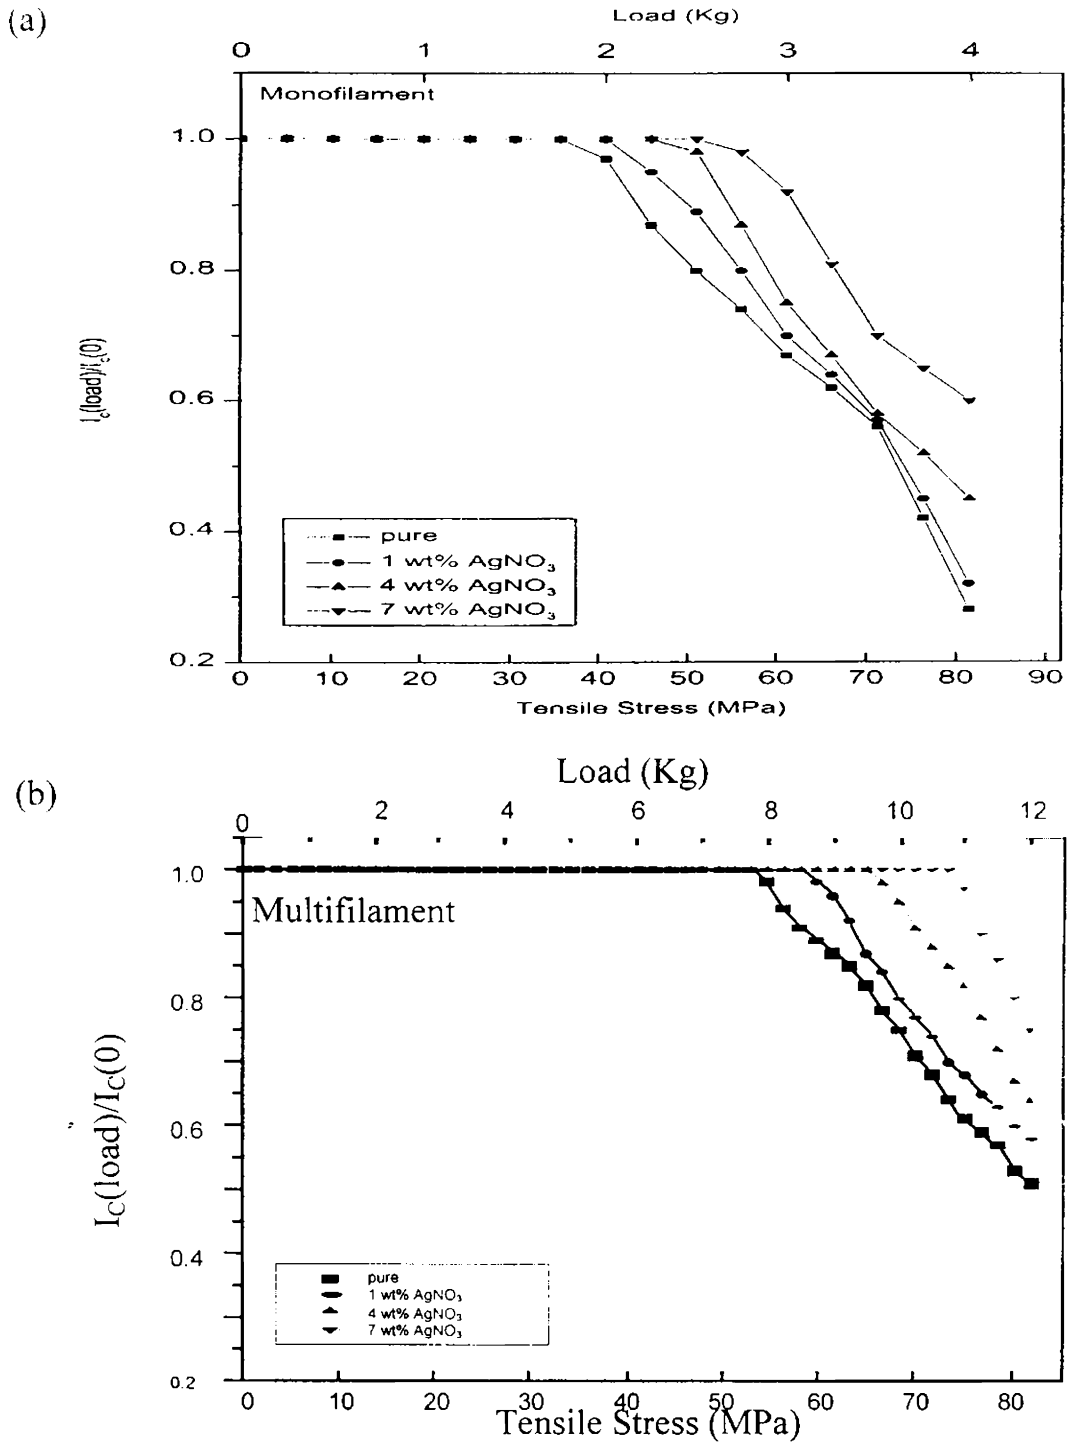 (a)
Load (Kg)
0 1 2 3 4
Monofilament
1.0
0.8
0.6
0.4
0.2
I_c(load)/I_c(0)
pure
1 wt% AgNO₃
4 wt% AgNO₃
7 wt% AgNO₃
0 10 20 30 40 50 60 70 80 90
Tensile Stress (MPa)
(b)
Load (Kg)
0 2 4 6 8 10 12
1.0
Multifilament
0.8
0.6
0.4
0.2
I_C(load)/I_C(0)
pure
1 wt% AgNO₃
4 wt% AgNO₃
7 wt% AgNO₃
0 10 20 30 40 50 60 70 80
Tensile Stress (MPa)